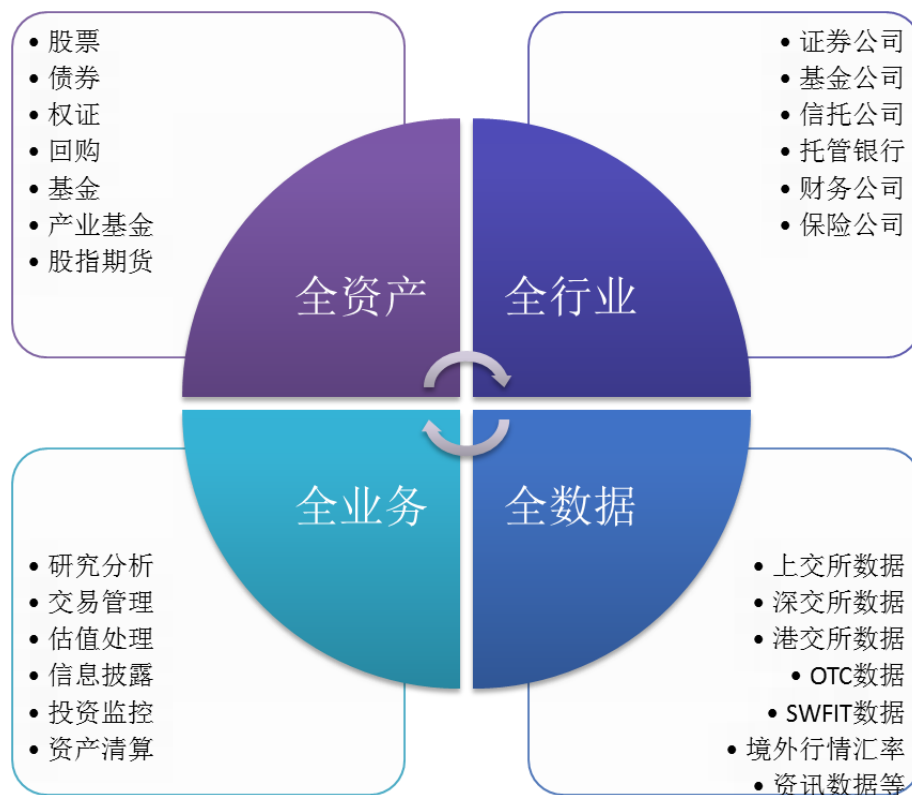 • 股票
• 债券
• 权证
• 回购
• 基金
• 产业基金
• 股指期货
• 证券公司
• 基金公司
• 信托公司
• 托管银行
• 财务公司
• 保险公司
全资产
全行业
全业务
全数据
• 研究分析
• 交易管理
• 估值处理
• 信息披露
• 投资监控
• 资产清算
• 上交所数据
• 深交所数据
• 港交所数据
• OTC数据
• SWFIT数据
• 境外行情汇率
• 资讯数据等